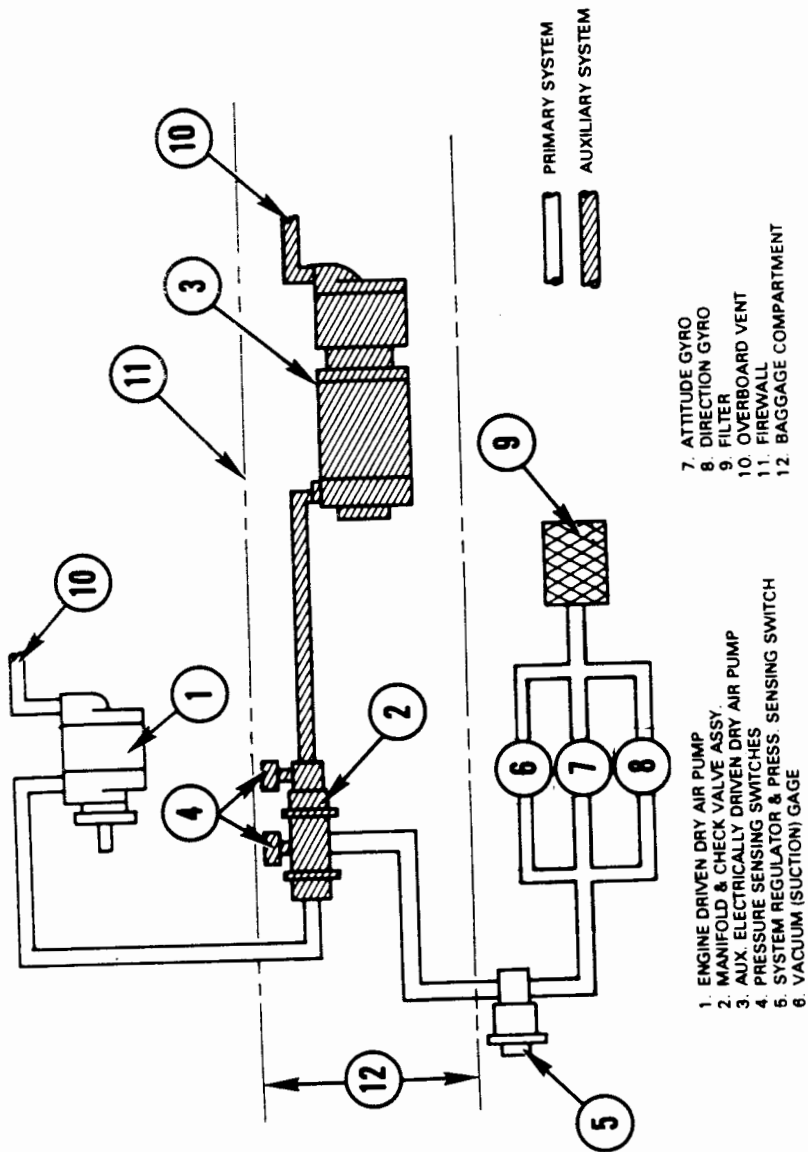 10
1
11
3
10
4
2
12
5
6
7
8
9
PRIMARY SYSTEM
AUXILIARY SYSTEM
1. ENGINE DRIVEN DRY AIR PUMP
2. MANIFOLD & CHECK VALVE ASSY.
3. AUX. ELECTRICALLY DRIVEN DRY AIR PUMP
4. PRESSURE SENSING SWITCHES
5. SYSTEM REGULATOR & PRESS. SENSING SWITCH
6. VACUUM (SUCTION) GAGE
7. ATTITUDE GYRO
8. DIRECTION GYRO
9. FILTER
10. OVERBOARD VENT
11. FIREWALL
12. BAGGAGE COMPARTMENT